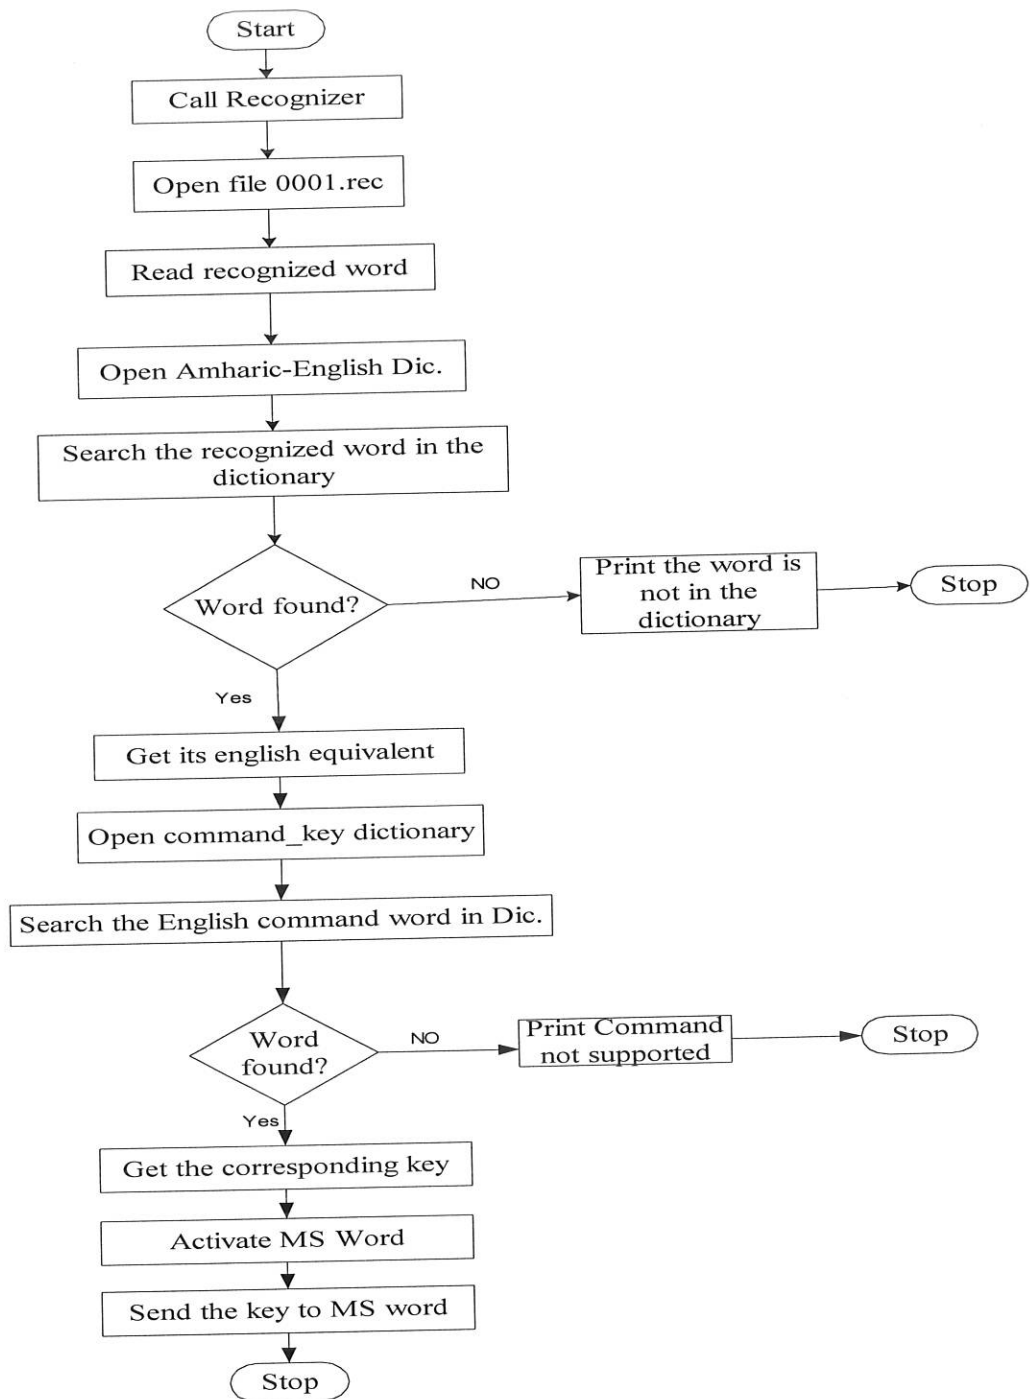 Start
Call Recognizer
Open file 0001.rec
Read recognized word
Open Amharic-English Dic.
Search the recognized word in the
dictionary
Word found?
NO
Print the word is
not in the
dictionary
Stop
Yes
Get its english equivalent
Open command_key dictionary
Search the English command word in Dic.
Word
found?
NO
Print Command
not supported
Stop
Yes
Get the corresponding key
Activate MS Word
Send the key to MS word
Stop